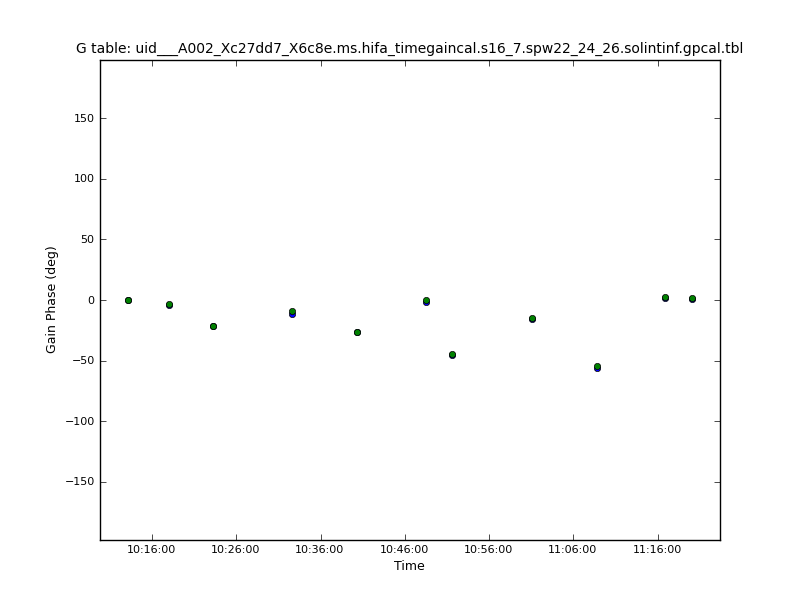 G table: uid___A002_Xc27dd7_X6c8e.ms.hifa_timegaincal.s16_7.spw22_24_26.solintinf.gpcal.tbl
150
100
50
0
−50
−100
−150
Gain Phase (deg)
10:16:00 10:26:00 10:36:00 10:46:00 10:56:00 11:06:00 11:16:00
Time